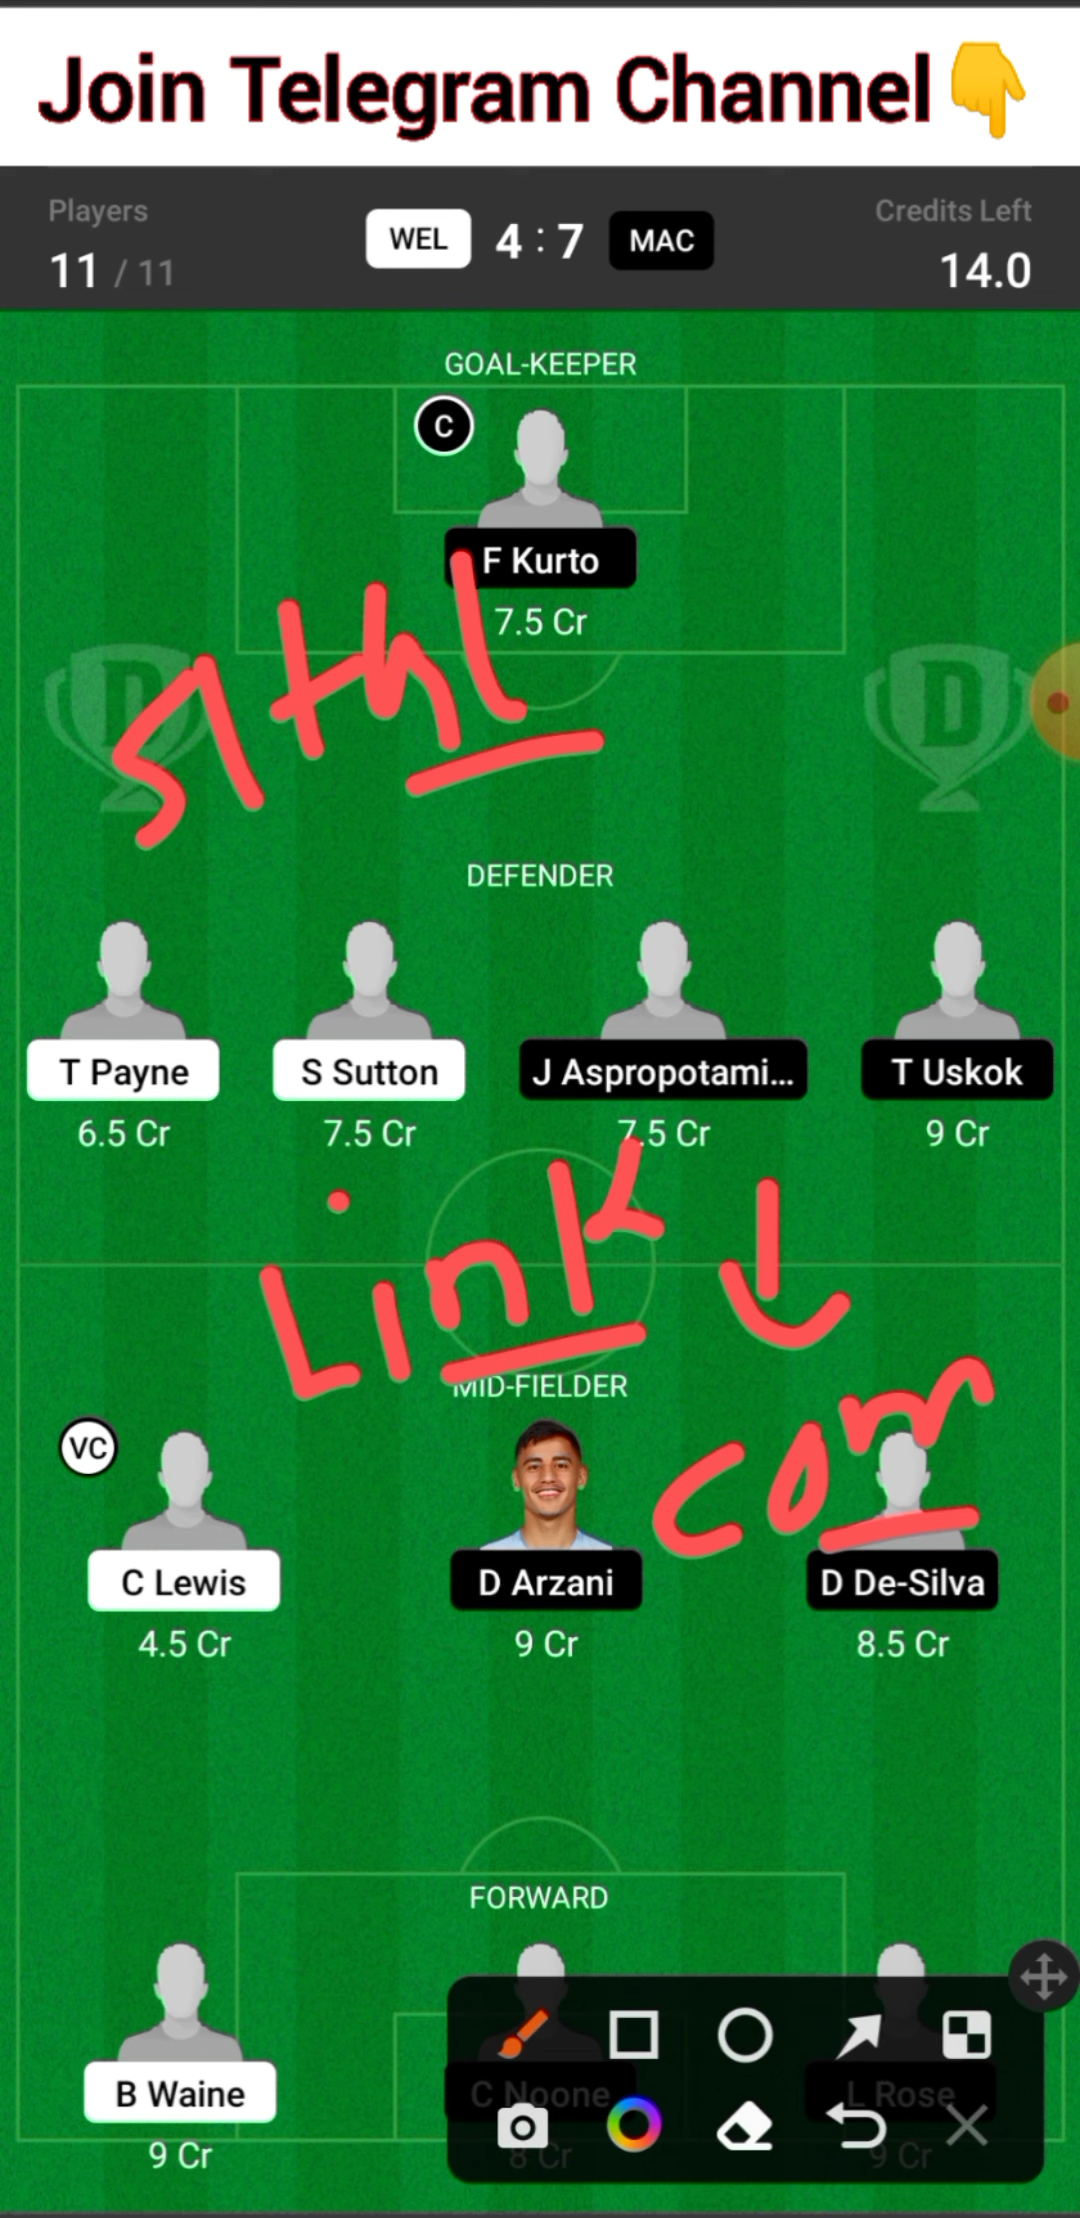 Join Telegram Channel👇
Players
11 / 11
WEL 4 : 7 MAC
Credits Left
14.0
GOAL-KEEPER
C
F Kurto
7.5 Cr
D D
DEFENDER
T Payne S Sutton J Aspropotami... T Uskok
6.5 Cr 7.5 Cr 7.5 Cr 9 Cr
Link
MID-FIELDER
com
VC
C Lewis D Arzani D De-Silva
4.5 Cr 9 Cr 8.5 Cr
FORWARD
B Waine C Noone L Rose
9 Cr 8 Cr 9 Cr